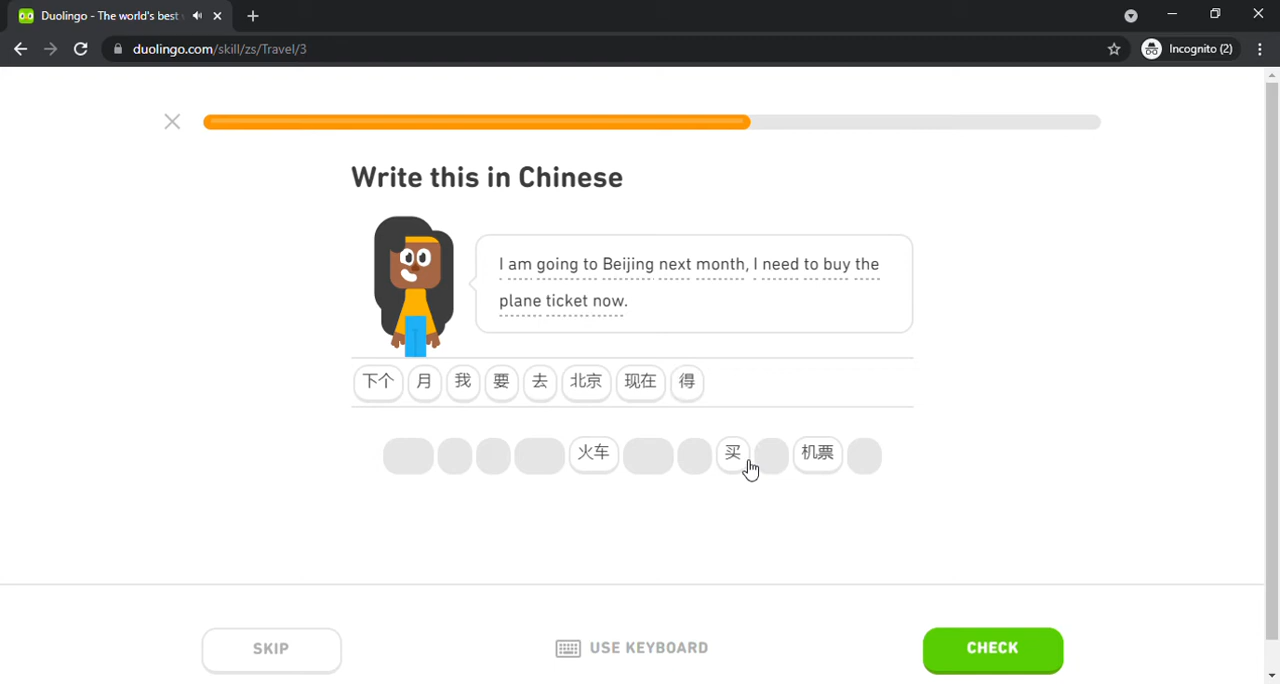 Duolingo - The world's best
duolingo.com/skill/zs/Travel/3
Incognito (2)
Write this in Chinese
I am going to Beijing next month, I need to buy the
plane ticket now.
下个 月 我 要 去 北京 现在 得
火车 买 机票
SKIP
USE KEYBOARD
CHECK